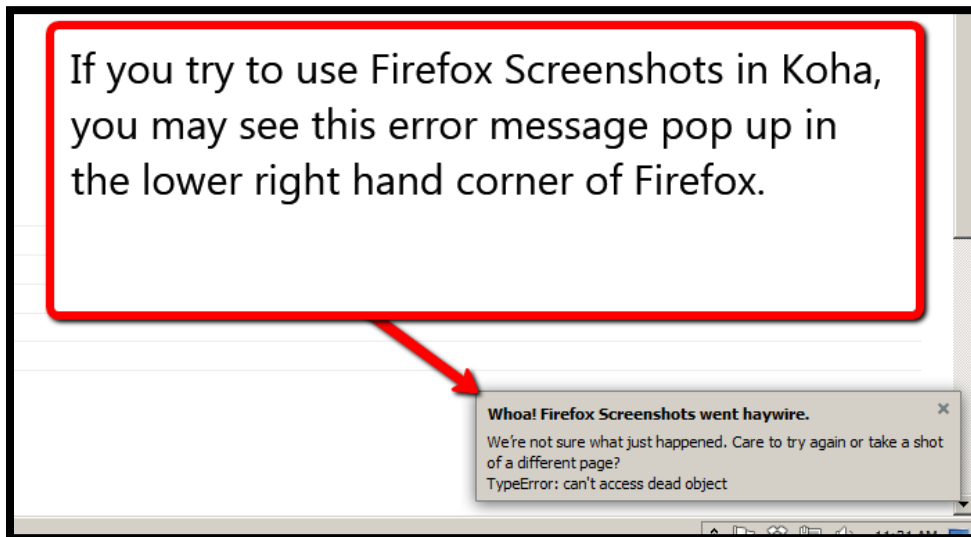 If you try to use Firefox Screenshots in Koha,
you may see this error message pop up in
the lower right hand corner of Firefox.
Whoa! Firefox Screenshots went haywire.
We're not sure what just happened. Care to try again or take a shot
of a different page?
TypeError: can't access dead object